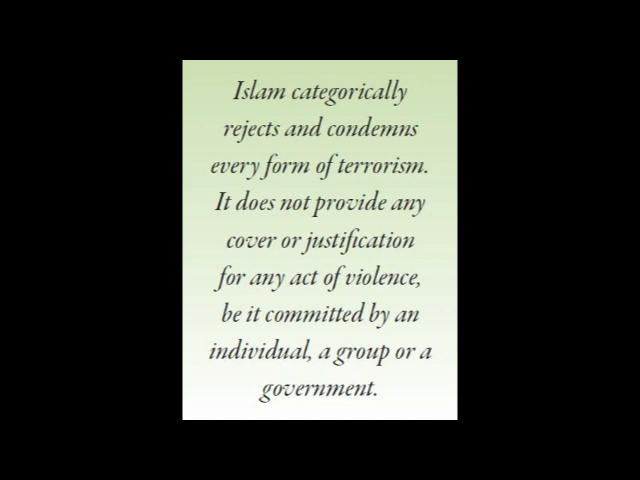 Islam categorically
rejects and condemns
every form of terrorism.
It does not provide any
cover or justification
for any act of violence,
be it committed by an
individual, a group or a
government.